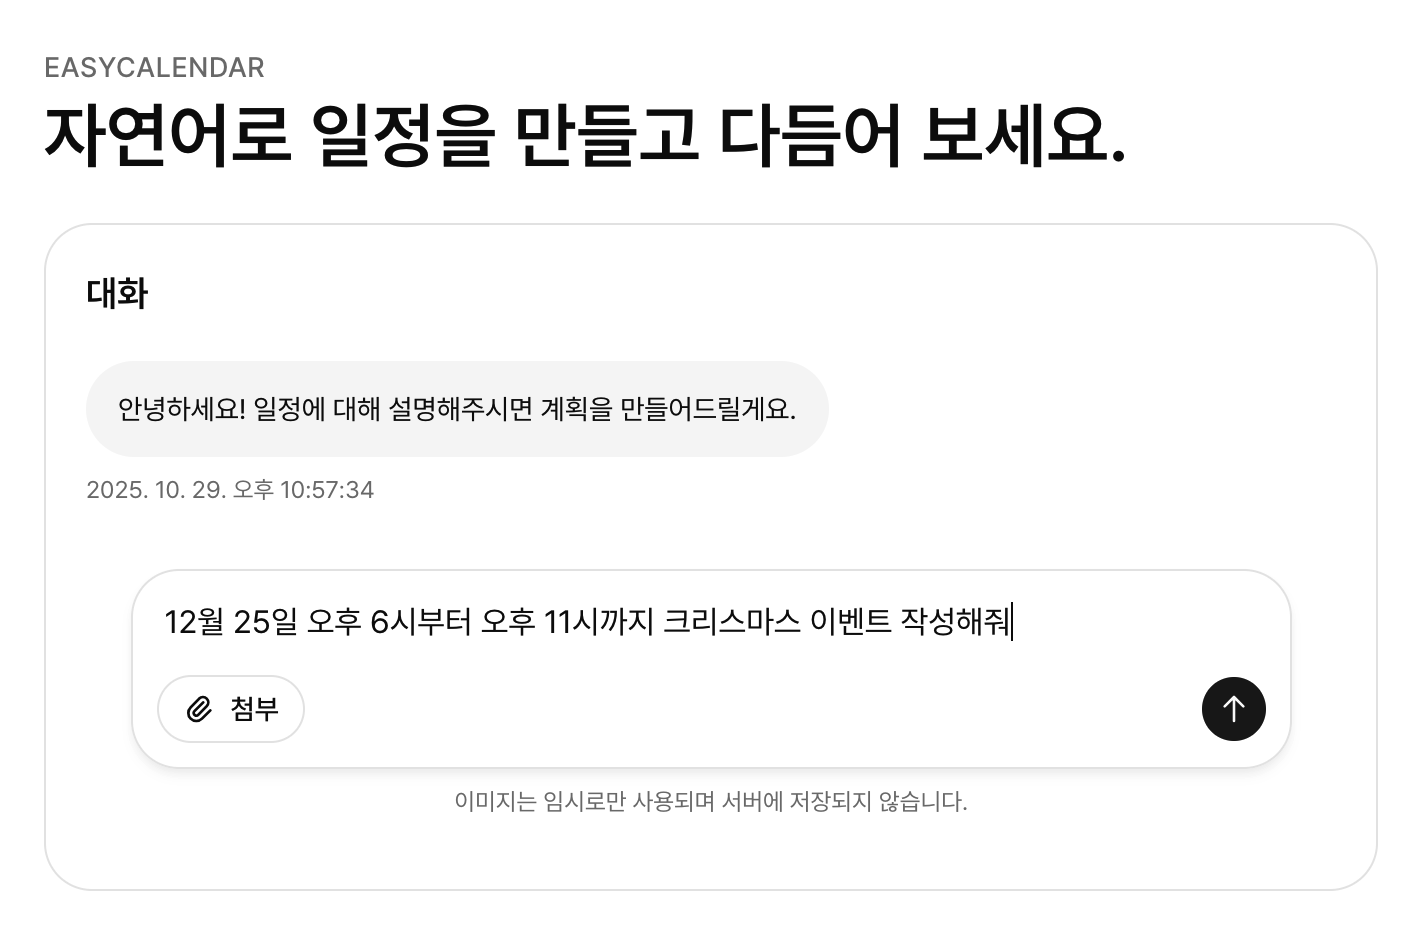 EASYCALENDAR
자연어로 일정을 만들고 다듬어 보세요.
대화
안녕하세요! 일정에 대해 설명해주시면 계획을 만들어드릴게요.
2025. 10. 29. 오후 10:57:34
12월 25일 오후 6시부터 오후 11시까지 크리스마스 이벤트 작성해줘
첨부
이미지는 임시로만 사용되며 서버에 저장되지 않습니다.